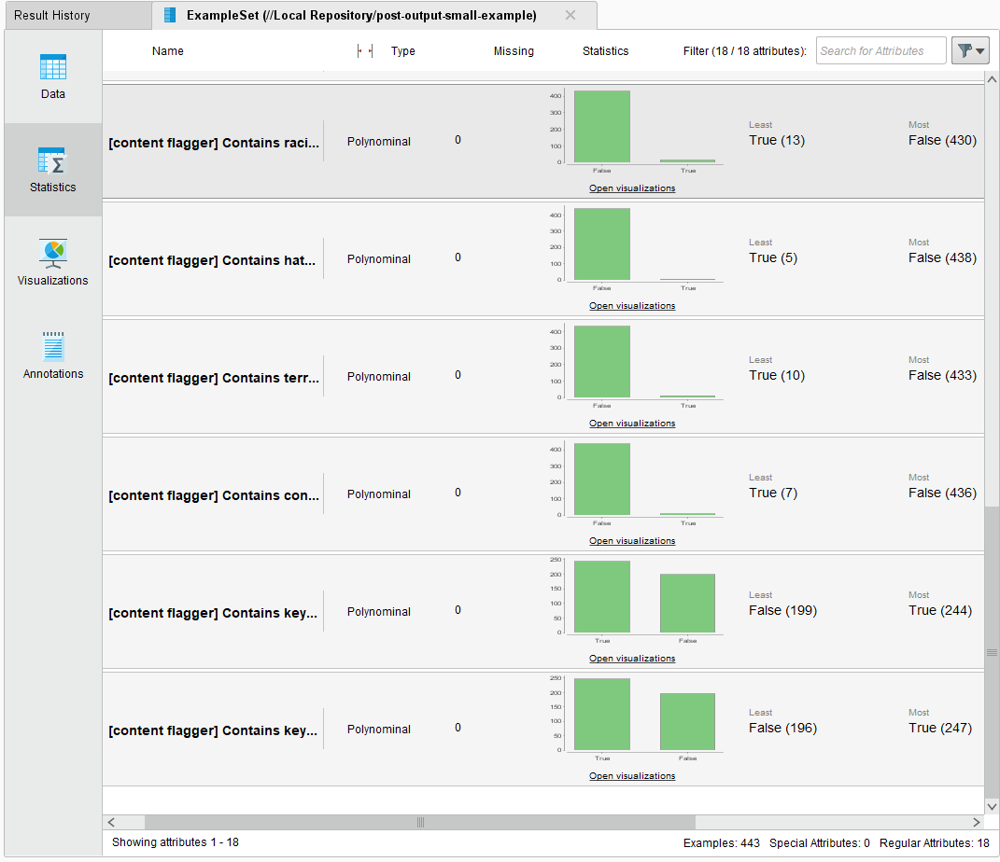 Result History
ExampleSet (//Local Repository/post-output-small-example)
Data
Statistics
Visualizations
Annotations
Name Type Missing Statistics Filter (18 / 18 attributes): Search for Attributes
[content flagger] Contains raci... Polynominal 0
400
300
200
100
0
False True
Open visualizations
Least
True (13)
Most
False (430)
[content flagger] Contains hat... Polynominal 0
400
300
200
100
0
False True
Open visualizations
Least
True (5)
Most
False (438)
[content flagger] Contains terr... Polynominal 0
400
300
200
100
0
False True
Open visualizations
Least
True (10)
Most
False (433)
[content flagger] Contains con... Polynominal 0
400
300
200
100
0
False True
Open visualizations
Least
True (7)
Most
False (436)
[content flagger] Contains key... Polynominal 0
250
200
150
100
50
0
True False
Open visualizations
Least
False (199)
Most
True (244)
[content flagger] Contains key... Polynominal 0
250
200
150
100
50
0
True False
Open visualizations
Least
False (196)
Most
True (247)
Showing attributes 1 - 18
Examples: 443 Special Attributes: 0 Regular Attributes: 18